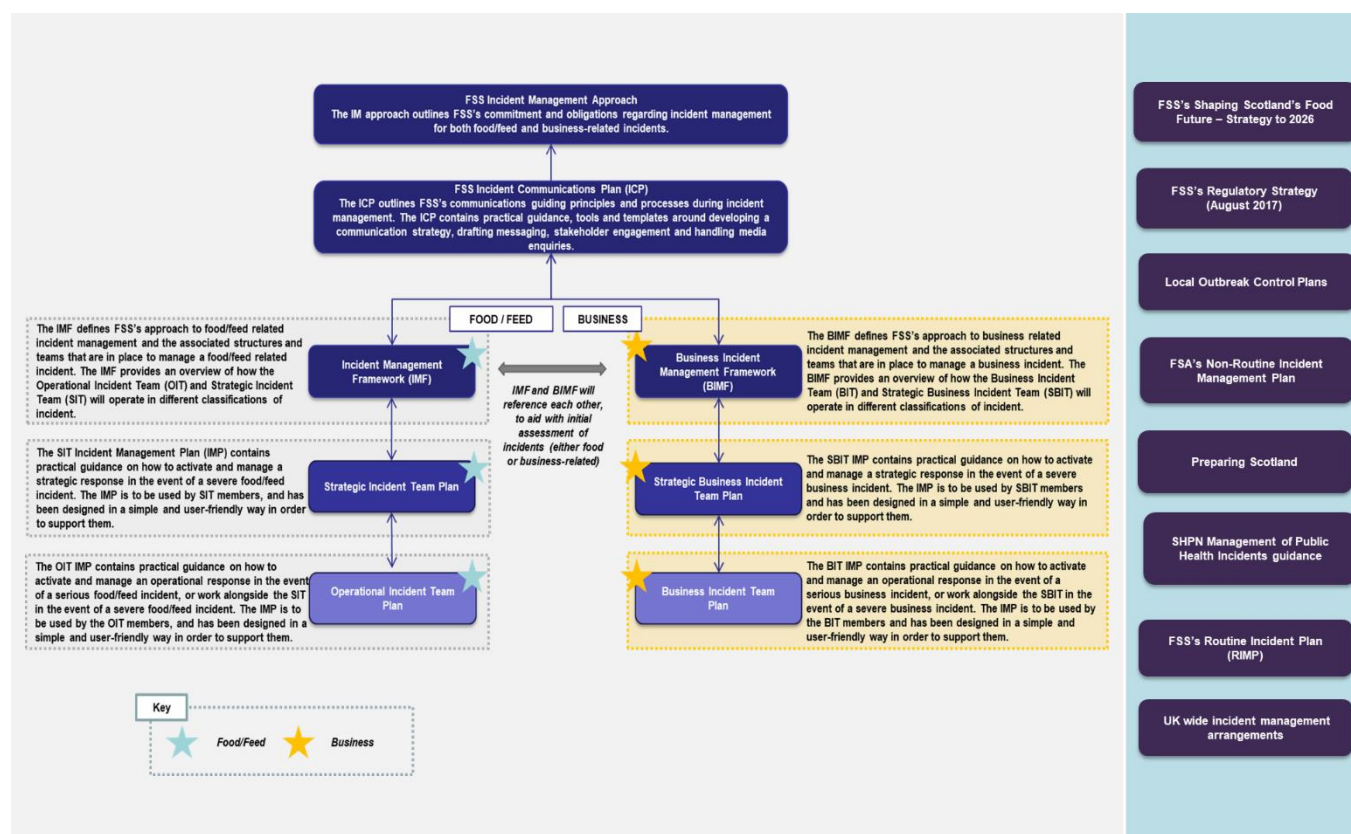 FSS Incident Management Approach
The IM approach outlines FSS's commitment and obligations regarding incident management
for both food/feed and business-related incidents.
FSS Incident Communications Plan (ICP)
The ICP outlines FSS's communications guiding principles and processes during incident
management. The ICP contains practical guidance, tools and templates around developing a
communication strategy, drafting messaging, stakeholder engagement and handling media
enquiries.
FOOD / FEED
BUSINESS
The IMF defines FSS's approach to food/feed related
incident management and the associated structures and
teams that are in place to manage a food/feed related
incident. The IMF provides an overview of how the
Operational Incident Team (OIT) and Strategic Incident
Team (SIT) will operate in different classifications of
incident.
Incident Management
Framework (IMF)
IMF and BIMF will
reference each other,
to aid with initial
assessment of
incidents (either food
or business-related)
Business Incident
Management Framework
(BIMF)
The BIMF defines FSS's approach to business related
incident management and the associated structures and
teams that are in place to manage a business incident. The
BIMF provides an overview of how the Business Incident
Team (BIT) and Strategic Business Incident Team (SBIT) will
operate in different classifications of incident.
The SIT Incident Management Plan (IMP) contains
practical guidance on how to activate and manage a
strategic response in the event of a severe food/feed
incident. The IMP is to be used by SIT members, and has
been designed in a simple and user-friendly way in order
to support them.
Strategic Incident Team Plan
Strategic Business Incident
Team Plan
The SBIT IMP contains practical guidance on how to activate
and manage a strategic response in the event of a severe
business incident. The IMP is to be used by SBIT members
and has been designed in a simple and user-friendly way in
order to support them.
The OIT IMP contains practical guidance on how to
activate and manage an operational response in the event
of a serious food/feed incident, or work alongside the SIT
in the event of a severe food/feed incident. The IMP is to
be used by the OIT members, and has been designed in a
simple and user-friendly way in order to support them.
Operational Incident Team
Plan
Business Incident Team
Plan
The BIT IMP contains practical guidance on how to activate
and manage an operational response in the event of a
serious business incident, or work alongside the SBIT in the
event of a severe business incident. The IMP is to be used by
the BIT members and has been designed in a simple and
user-friendly way in order to support them.
Key
Food/Feed
Business
FSS's Shaping Scotland's Food
Future – Strategy to 2026
FSS's Regulatory Strategy
(August 2017)
Local Outbreak Control Plans
FSA's Non-Routine Incident
Management Plan
Preparing Scotland
SHPN Management of Public
Health Incidents guidance
FSS's Routine Incident Plan
(RIMP)
UK wide incident management
arrangements